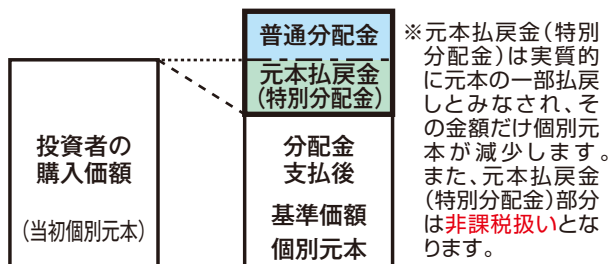 普通分配金
元本払戻金
(特別分配金)
投資者の
購入価額
(当初個別元本)
分配金
支払後
基準価額
個別元本
※元本払戻金(特別
分配金)は実質的
に元本の一部払戻
しとみなされ、そ
の金額だけ個別元
本が減少します。
また、元本払戻金
(特別分配金)部分
は非課税扱いとな
ります。